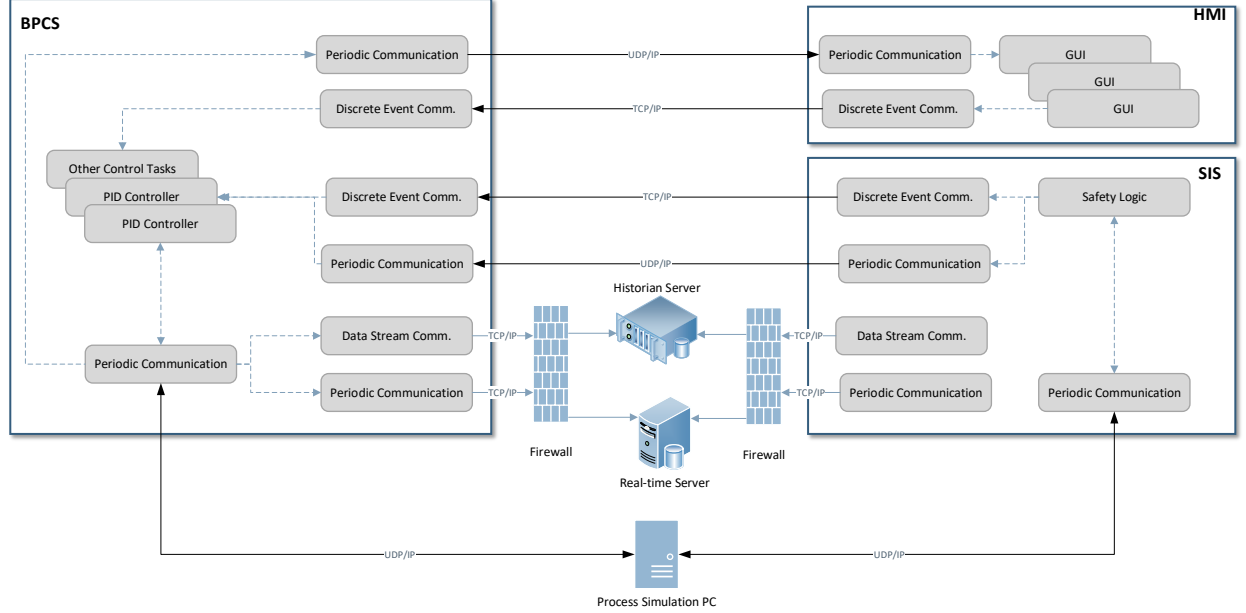 BPCS
HMI
Periodic Communication
UDP/IP
Periodic Communication
GUI
GUI
GUI
Discrete Event Comm.
TCP/IP
Discrete Event Comm.
SIS
Other Control Tasks
PID Controller
PID Controller
Discrete Event Comm.
TCP/IP
Discrete Event Comm.
Safety Logic
Periodic Communication
UDP/IP
Periodic Communication
Historian Server
Data Stream Comm.
TCP/IP
TCP/IP
Data Stream Comm.
Periodic Communication
Periodic Communication
TCP/IP
TCP/IP
Periodic Communication
Periodic Communication
Firewall
Firewall
Real-time Server
UDP/IP
UDP/IP
Process Simulation PC